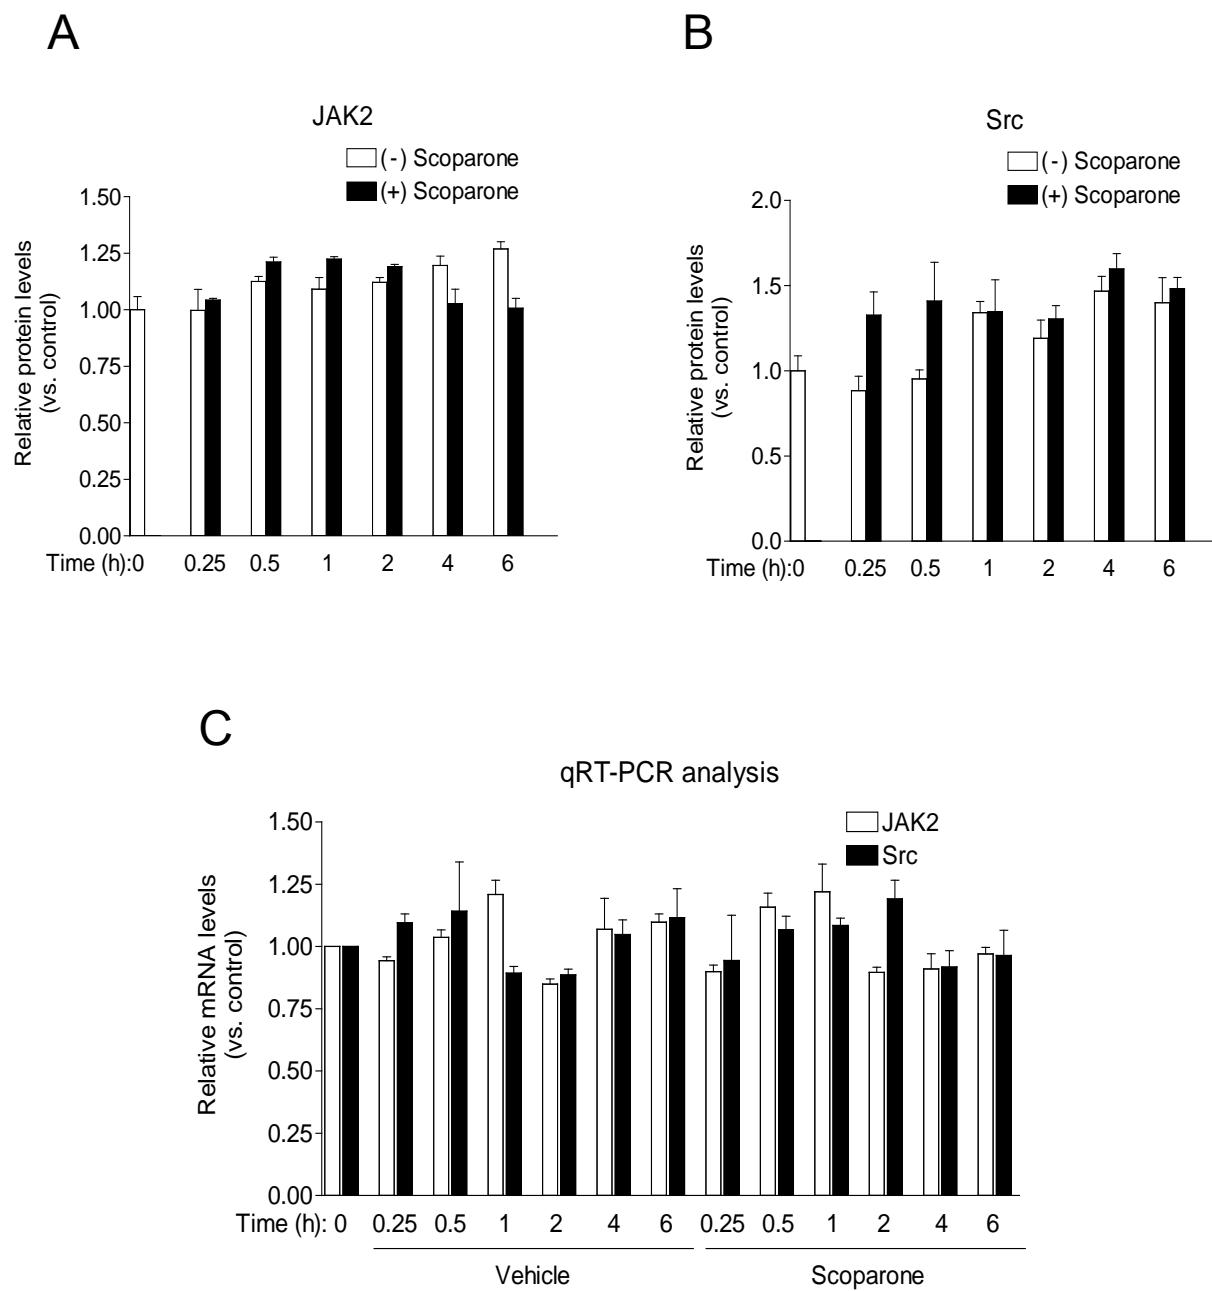 A
JAK2
(-) Scoparone
(+) Scoparone
1.50
1.25
1.00
0.75
0.50
0.25
0.00
Relative protein levels
(vs. control)
Time (h):0 0.25 0.5 1 2 4 6
B
Src
(-) Scoparone
(+) Scoparone
2.0
1.5
1.0
0.5
0.0
Relative protein levels
(vs. control)
Time (h):0 0.25 0.5 1 2 4 6
C
qRT-PCR analysis
JAK2
Src
1.50
1.25
1.00
0.75
0.50
0.25
0.00
Relative mRNA levels
(vs. control)
Time (h): 0 0.25 0.5 1 2 4 6 0.25 0.5 1 2 4 6
Vehicle Scoparone